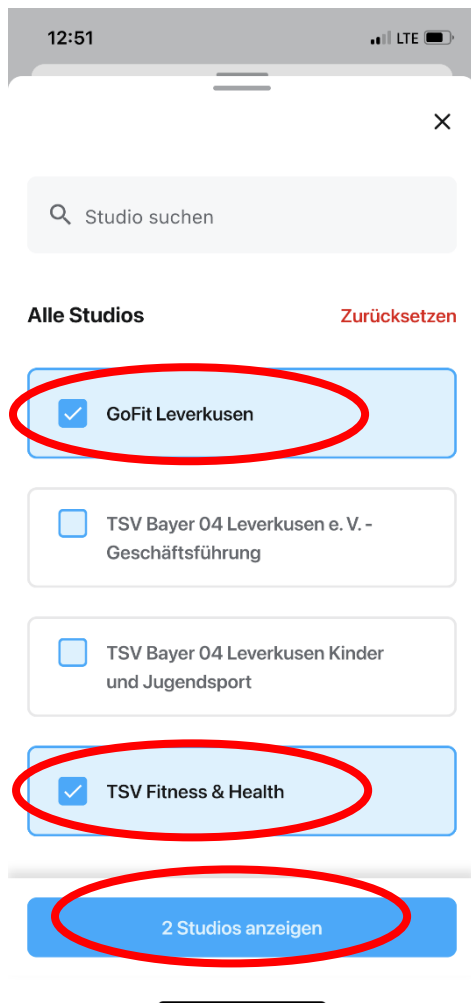 12:51 LTE
Studio suchen
Alle Studios Zurücksetzen
GoFit Leverkusen
TSV Bayer 04 Leverkusen e. V. -
Geschäftsführung
TSV Bayer 04 Leverkusen Kinder
und Jugendsport
TSV Fitness & Health
2 Studios anzeigen